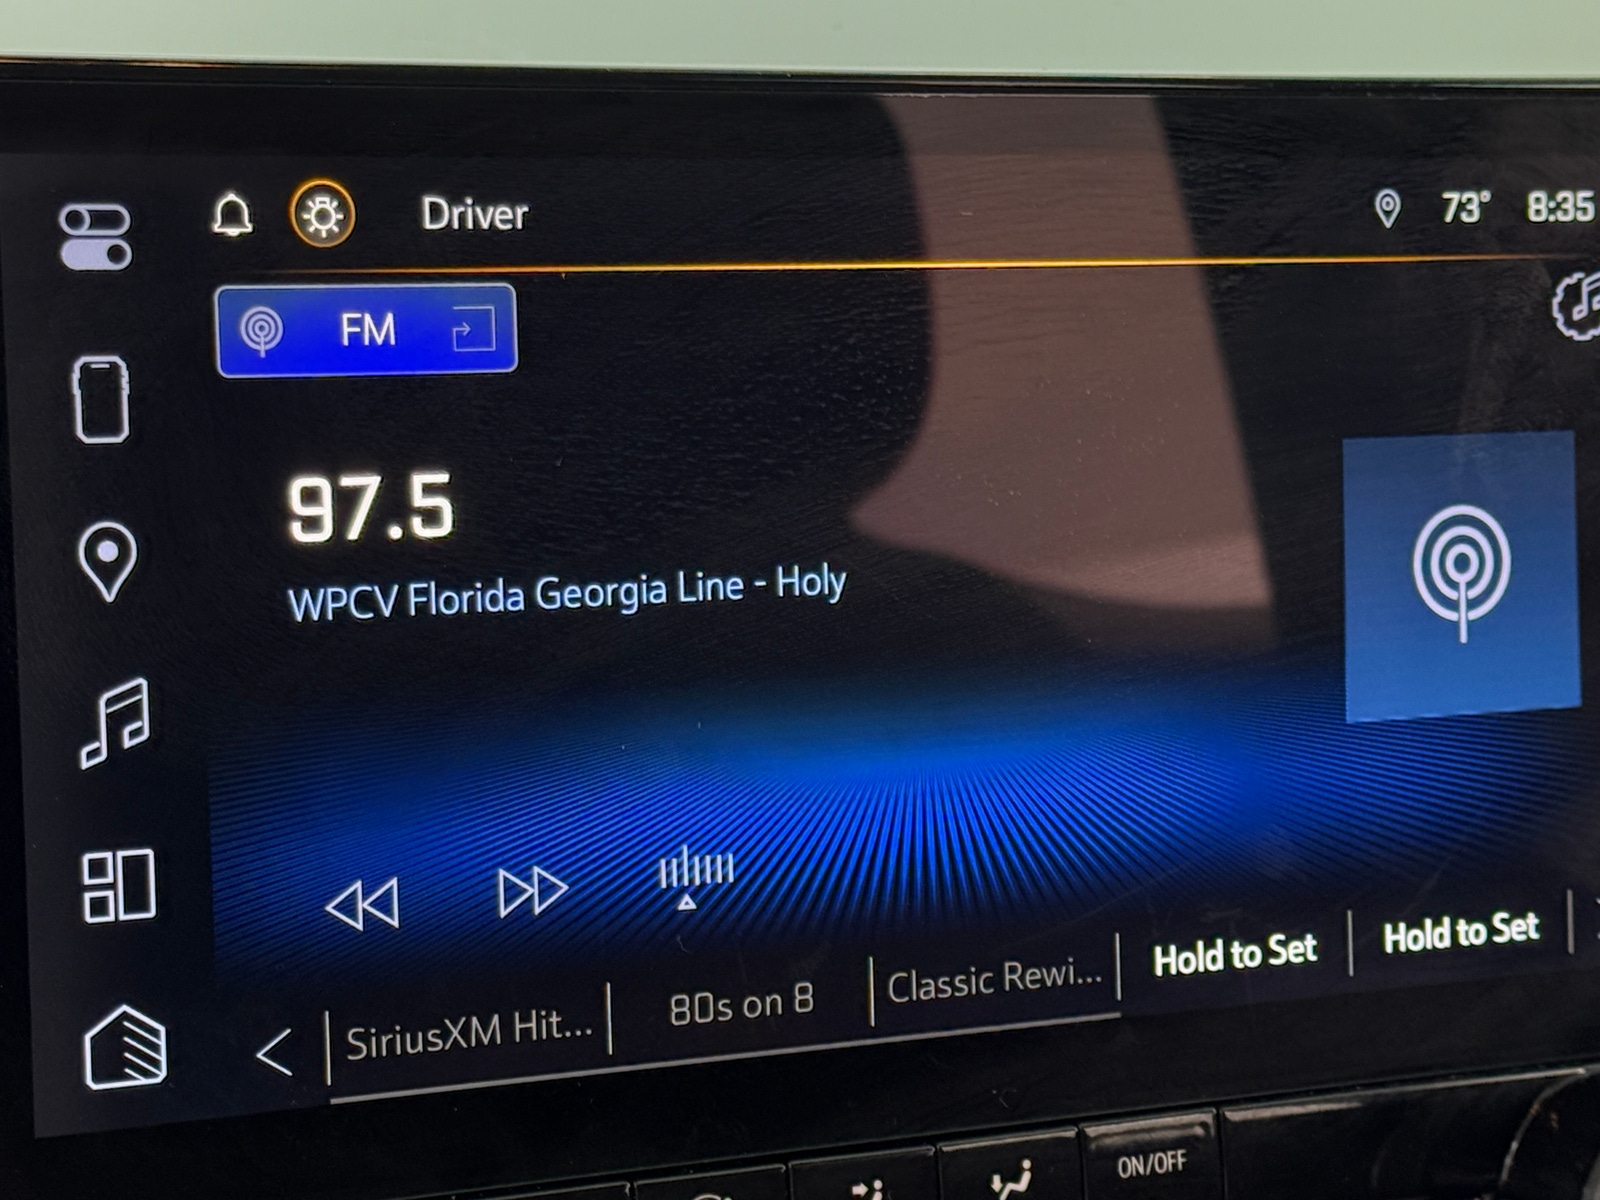 Driver
73° 8:35
FM
97.5
WPCV Florida Georgia Line - Holy
SiriusXM Hit...
80s on 8
Classic Rewi...
Hold to Set
Hold to Set
ON/OFF